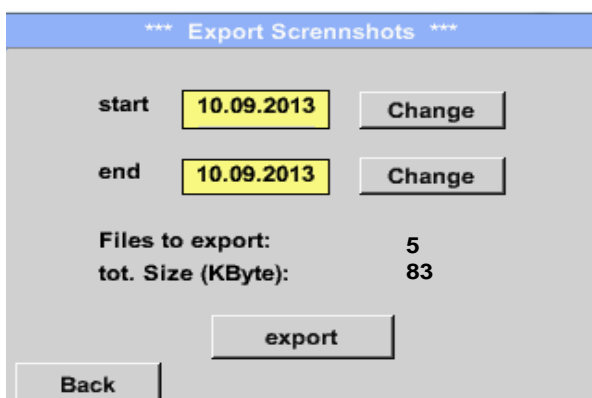 *** Export Scrennshots ***
start 10.09.2013 Change
end 10.09.2013 Change
Files to export: 5
tot. Size (KByte): 83
export
Back